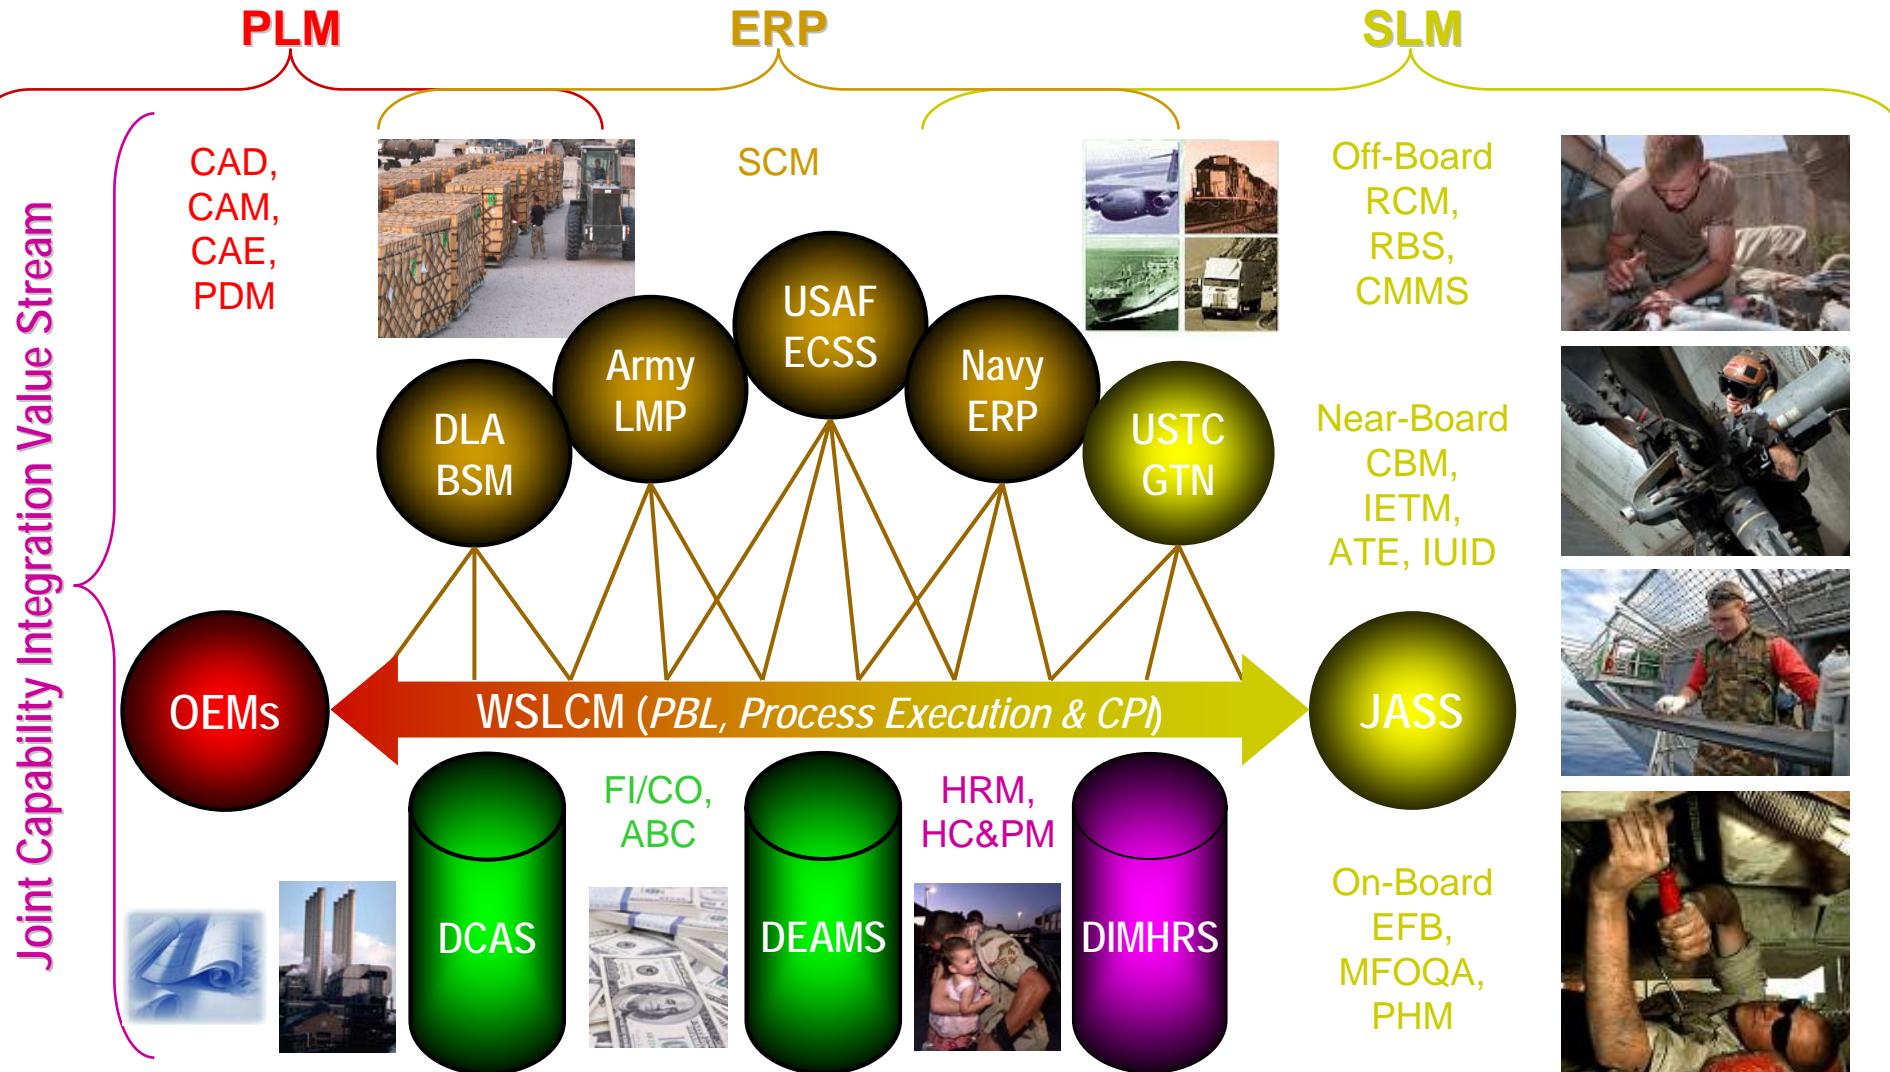 PLM
ERP
SLM
Joint Capability Integration Value Stream
CAD,
CAM,
CAE,
PDM
SCM
Off-Board
RCM,
RBS,
CMMS
USAF
ECSS
Army
LMP
Navy
ERP
DLA
BSM
USTC
GTN
Near-Board
CBM,
IETM,
ATE, IUID
OEMs
WSLCM (PBL, Process Execution & CPI)
JASS
FI/CO,
ABC
HRM,
HC&PM
DCAS
DEAMS
DIMHRS
On-Board
EFB,
MFOQA,
PHM